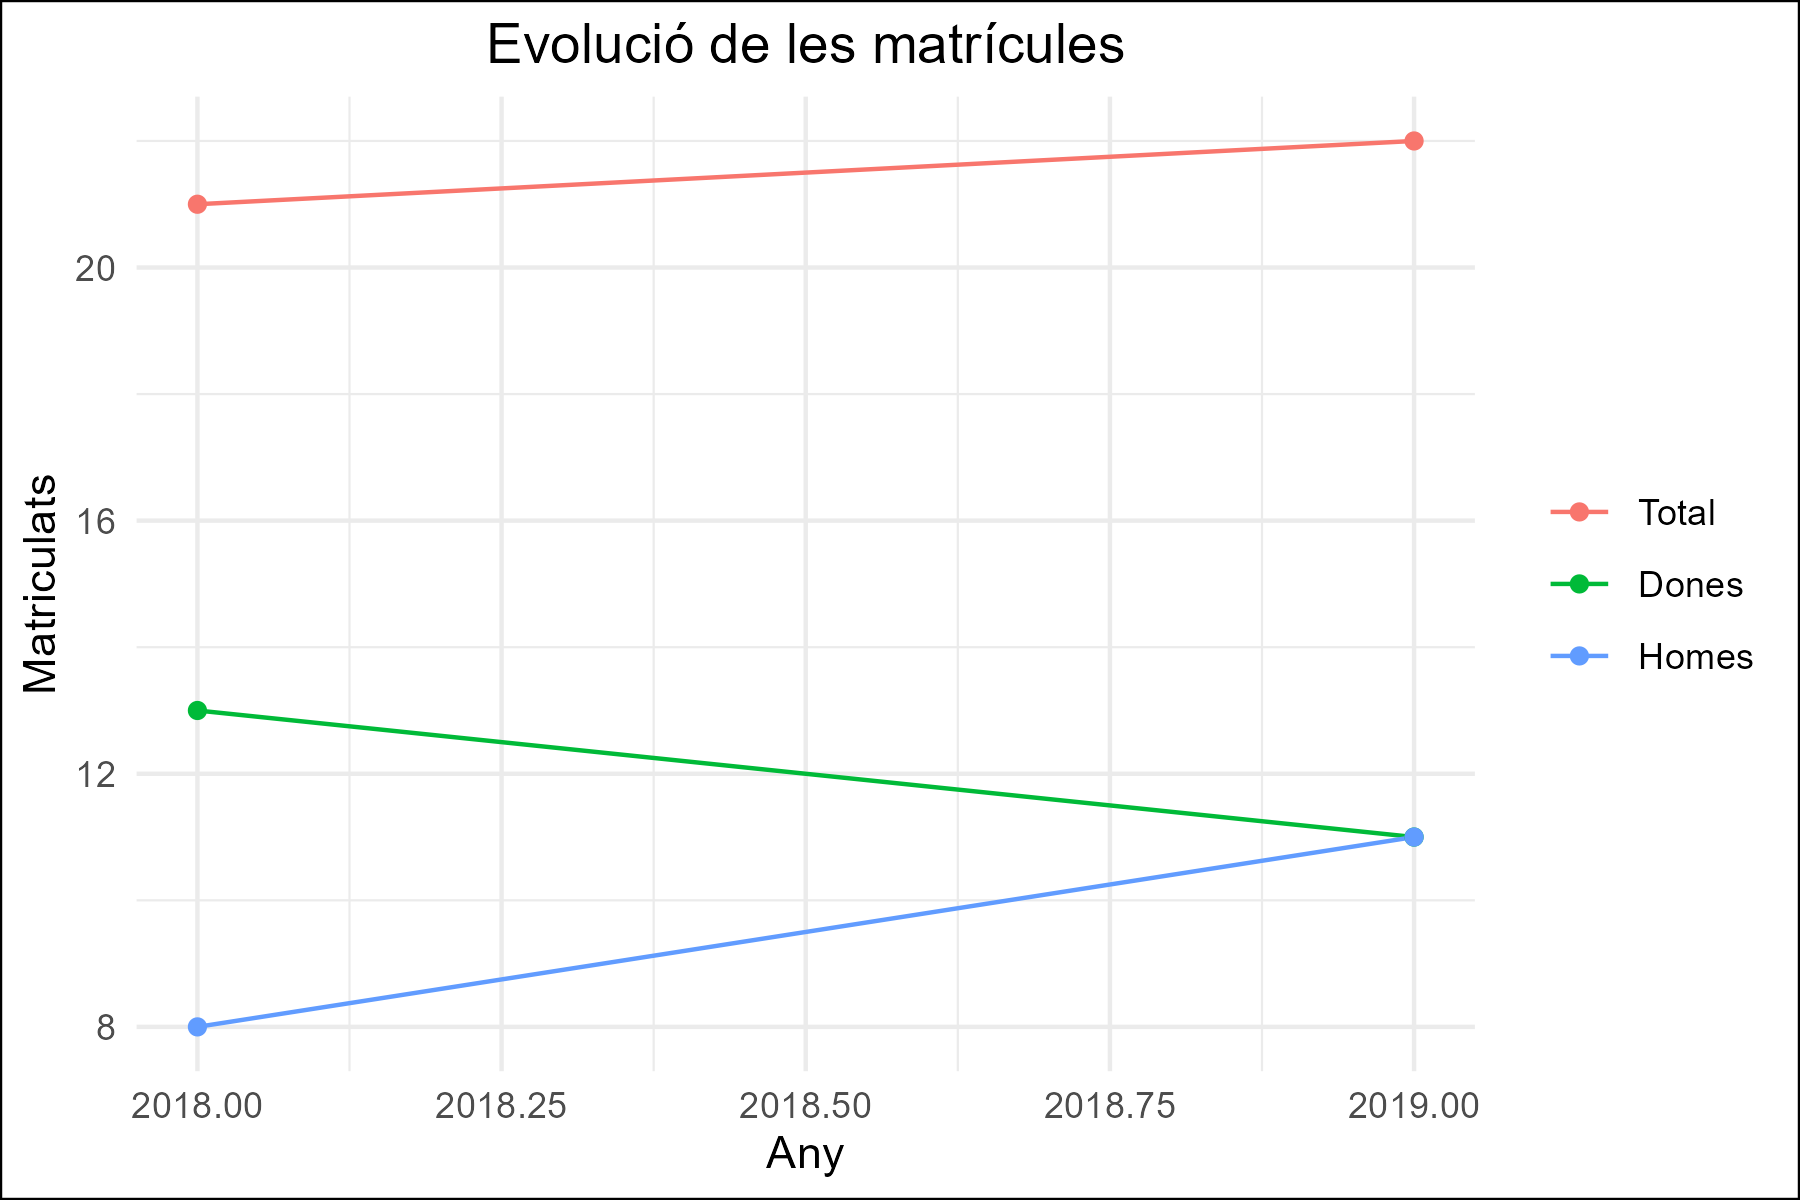 Evolució de les matrícules
20
16
12
8
Matriculats
2018.00 2018.25 2018.50 2018.75 2019.00
Any
Total
Dones
Homes